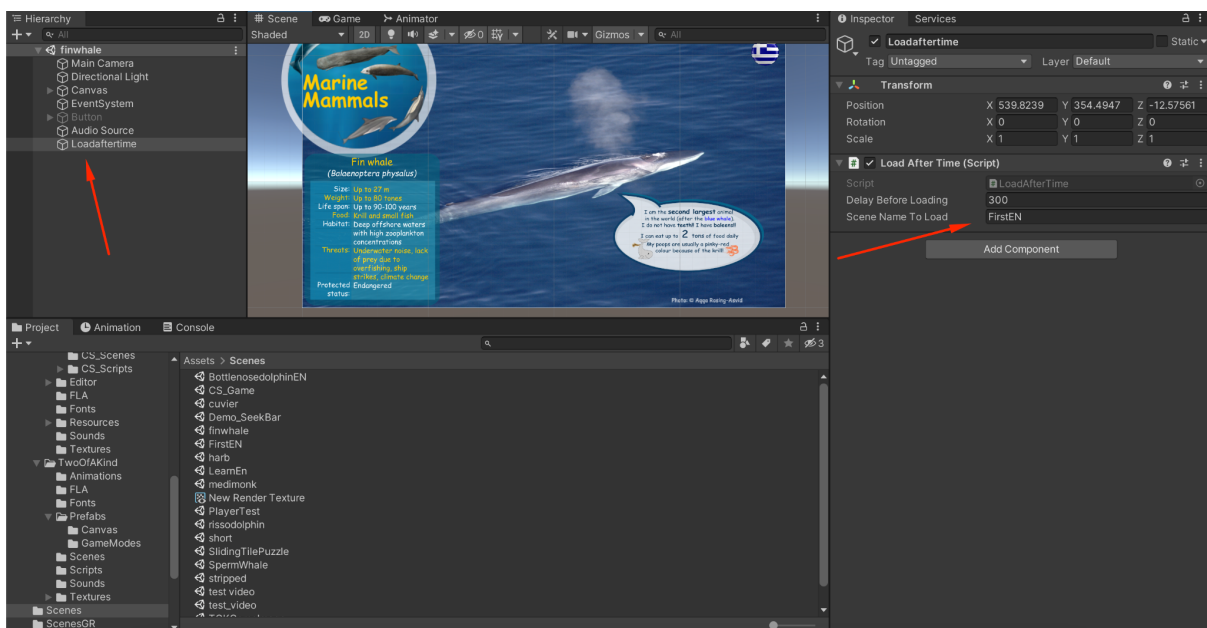 Hierarchy
All
finwhale
Main Camera
Directional Light
Canvas
EventSystem
Button
Audio Source
Loadaftertime
Scene
Game
Animator
Shaded
2D
0
Gizmos
All
Marine
Mammals
Fin whale
(Balaenoptera physalus)
Size: Up to 27 m
Weight: Up to 80 tones
Life span: Up to 90-100 years
Food: Krill and small fish
Habitat: Deep offshore waters
with high zooplankton
concentrations
Threats: Underwater noise, lack
of prey due to
overfishing, ship
strikes, climate change
Protected Endangered
status:
I am the second largest animal
in the world (after the blue whale).
I do not have teeth!! I have baleens!!
I can eat up to 2 tons of food daily
My poops are usually a pinky-red
colour because of the krill!
Photo: © Aqqa Rosing-Asvid
Inspector
Services
Loadaftertime
Static
Tag Untagged
Layer Default
Transform
Position X 539.8239 Y 354.4947 Z -12.57561
Rotation X 0 Y 0 Z 0
Scale X 1 Y 1 Z 1
# Load After Time (Script)
Script LoadAfterTime
Delay Before Loading 300
Scene Name To Load FirstEN
Add Component
Project
Animation
Console
3
CS_Scenes
CS_Scripts
Editor
FLA
Fonts
Resources
Sounds
Textures
TwoOfAKind
Animations
FLA
Fonts
Prefabs
Canvas
GameModes
Scenes
Scripts
Sounds
Textures
Scenes
ScenesGR
Assets > Scenes
BottlenosedolphinEN
CS_Game
cuvier
Demo_SeekBar
finwhale
FirstEN
harb
LearnEn
medimonk
New Render Texture
PlayerTest
rissodolphin
short
SlidingTilePuzzle
SpermWhale
stripped
test video
test_video